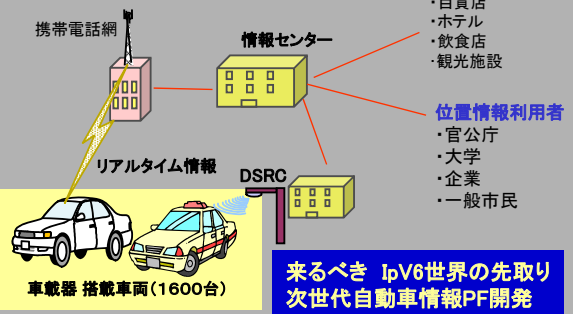 ・百貨店
・ホテル
・飲食店
・観光施設
携帯電話網
情報センター
位置情報利用者
・官公庁
・大学
・企業
・一般市民
リアルタイム情報
DSRC
車載器 搭載車両(1600台)
来るべき IpV6世界の先取り
次世代自動車情報PF開発